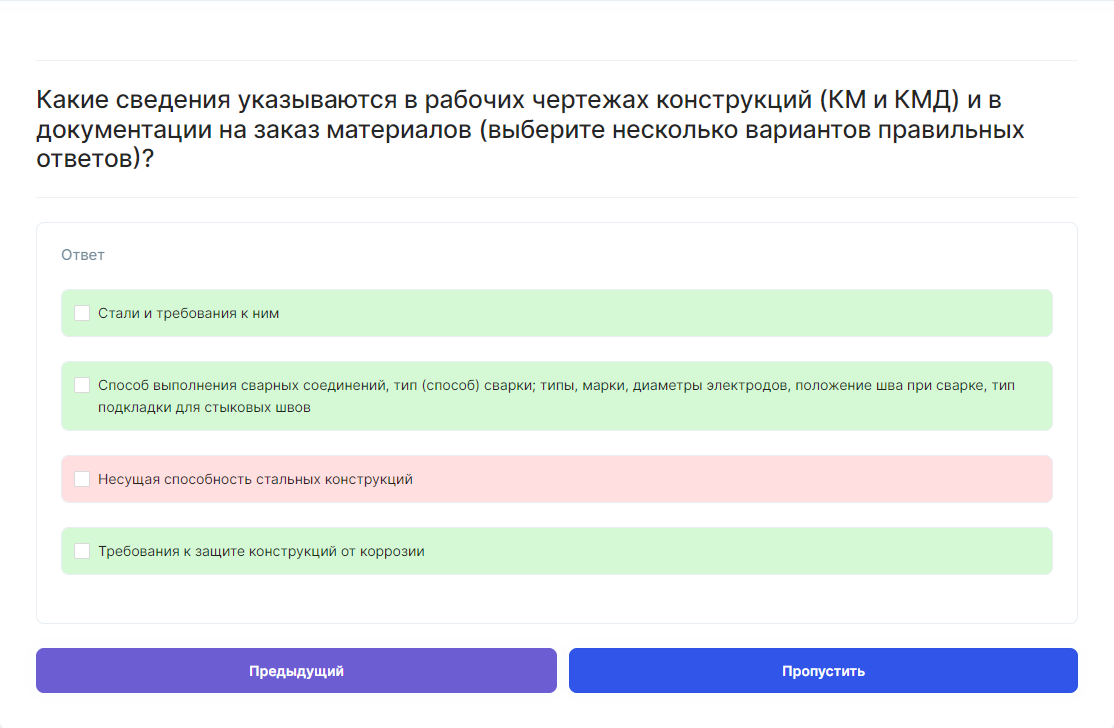 Какие сведения указываются в рабочих чертежах конструкций (КМ и КМД) и в
документации на заказ материалов (выберите несколько вариантов правильных
ответов)?
Ответ
Стали и требования к ним
Способ выполнения сварных соединений, тип (способ) сварки; типы, марки, диаметры электродов, положение шва при сварке, тип
подкладки для стыковых швов
Несущая способность стальных конструкций
Требования к защите конструкций от коррозии
Предыдущий
Пропустить